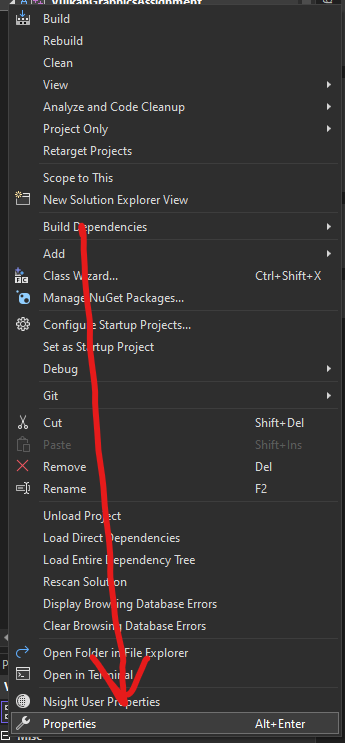 VulkanGraphicsAssignment
Build
Rebuild
Clean
View
Analyze and Code Cleanup
Project Only
Retarget Projects
Scope to This
New Solution Explorer View
Build Dependencies
Add
Class Wizard... Ctrl+Shift+X
Manage NuGet Packages...
Configure Startup Projects...
Set as Startup Project
Debug
Git
Cut Shift+Del
Paste Shift+Ins
Remove Del
Rename F2
Unload Project
Load Direct Dependencies
Load Entire Dependency Tree
Rescan Solution
Display Browsing Database Errors
Clear Browsing Database Errors
Open Folder in File Explorer
Open in Terminal
Nsight User Properties
Properties Alt+Enter
Misc